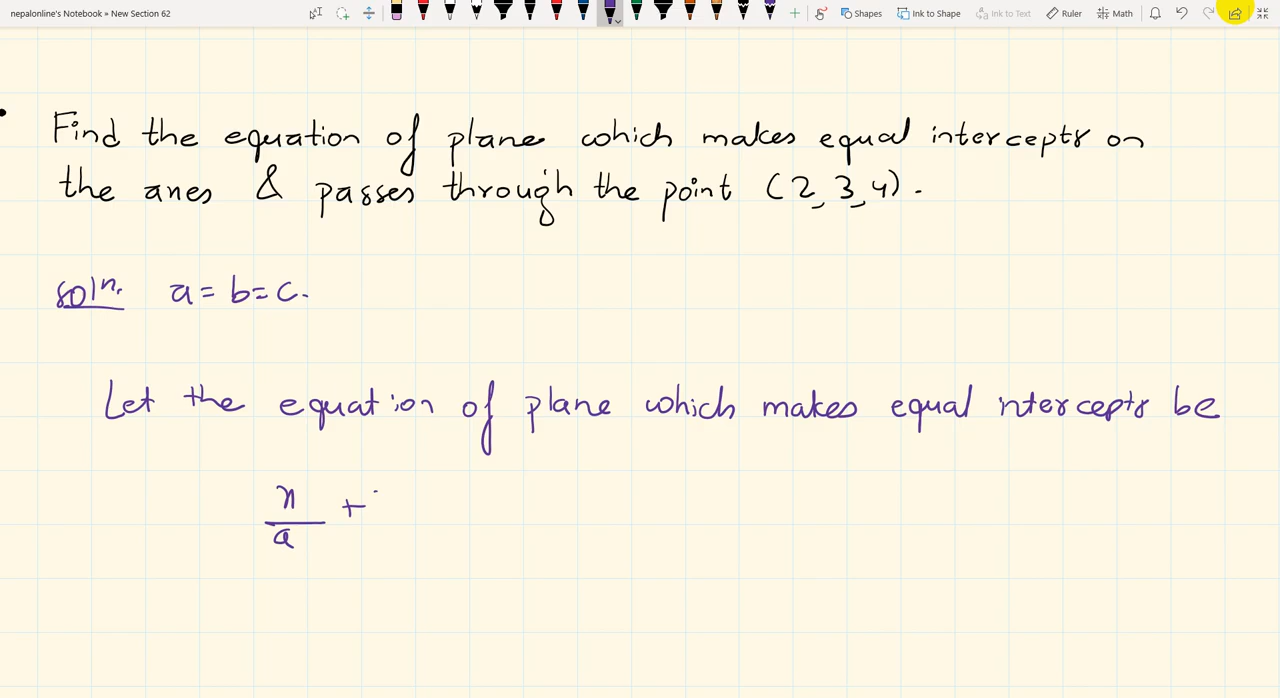 nepalonline's Notebook » New Section 62
Shapes Ink to Shape Ink to Text Ruler Math
Find the equation of plane which makes equal intercepts on
the axes & passes through the point (2, 3, 4).
soln. a = b = c.
Let the equation of plane which makes equal intercepts be
x/a +